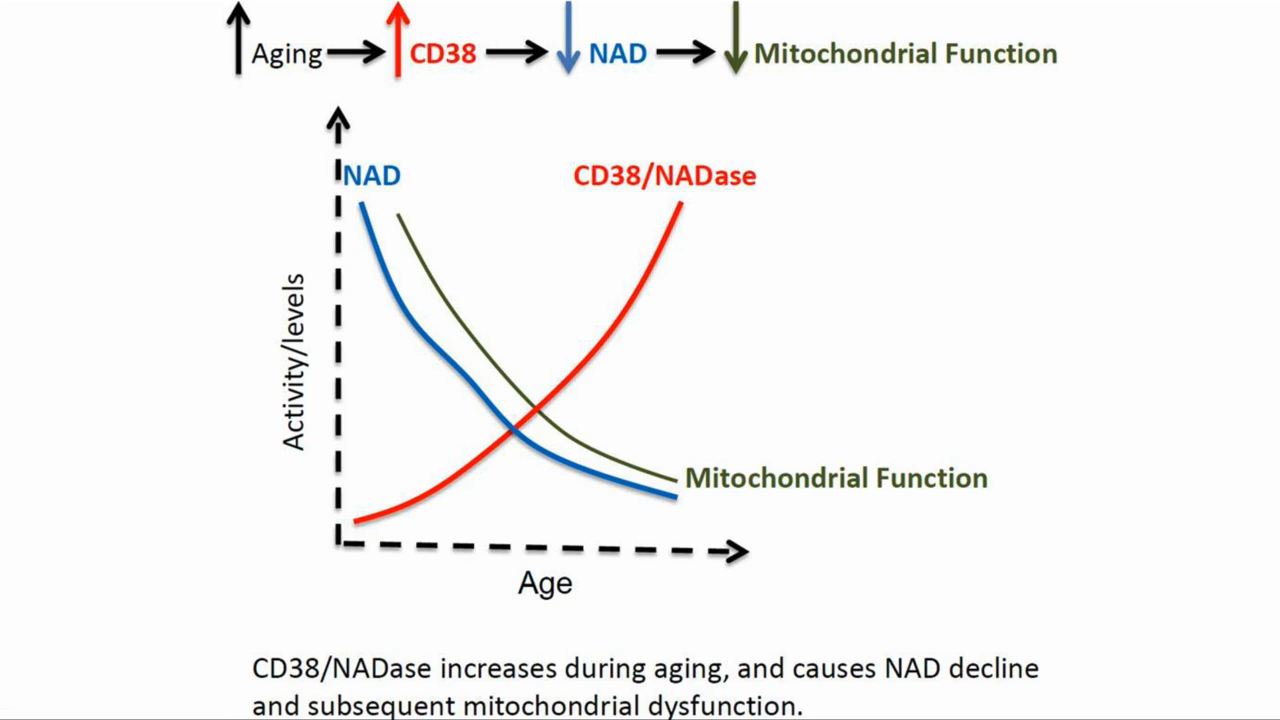 Aging CD38 NAD Mitochondrial Function
NAD
CD38/NADase
Activity/levels
Mitochondrial Function
Age
CD38/NADase increases during aging, and causes NAD decline
and subsequent mitochondrial dysfunction.